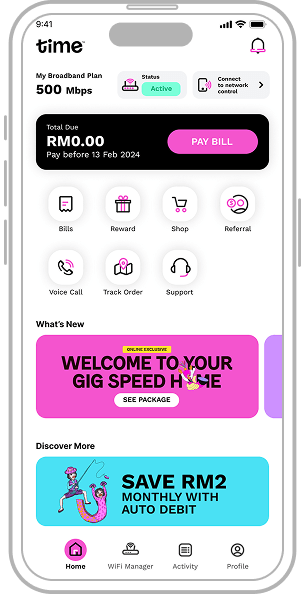 9:41
time
My Broadband Plan
500 Mbps
Status
Active
Connect
to network
control
Total Due
RM0.00
Pay before 13 Feb 2024
PAY BILL
Bills
Reward
Shop
Referral
Voice Call
Track Order
Support
What's New
ONLINE EXCLUSIVE
WELCOME TO YOUR
GIG SPEED HOME
SEE PACKAGE
Discover More
SAVE RM2
MONTHLY WITH
AUTO DEBIT
Home
WiFi Manager
Activity
Profile